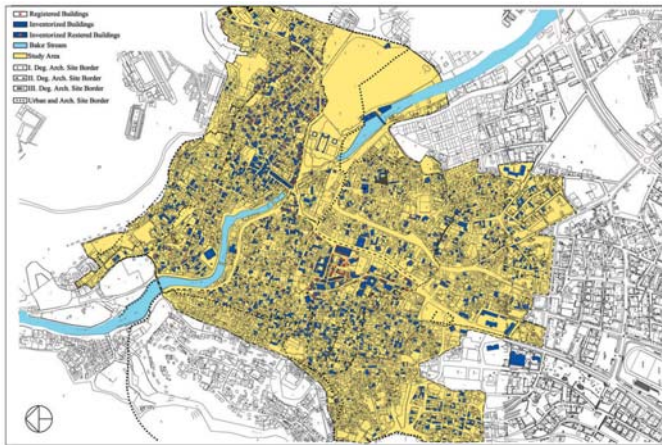 Registered Buildings
Inventorized Buildings
Inventorized Restored Buildings
Bakır Stream
Study Area
I. Deg. Arch. Site Border
II. Deg. Arch. Site Border
III. Deg. Arch. Site Border
Urban and Arch. Site Border